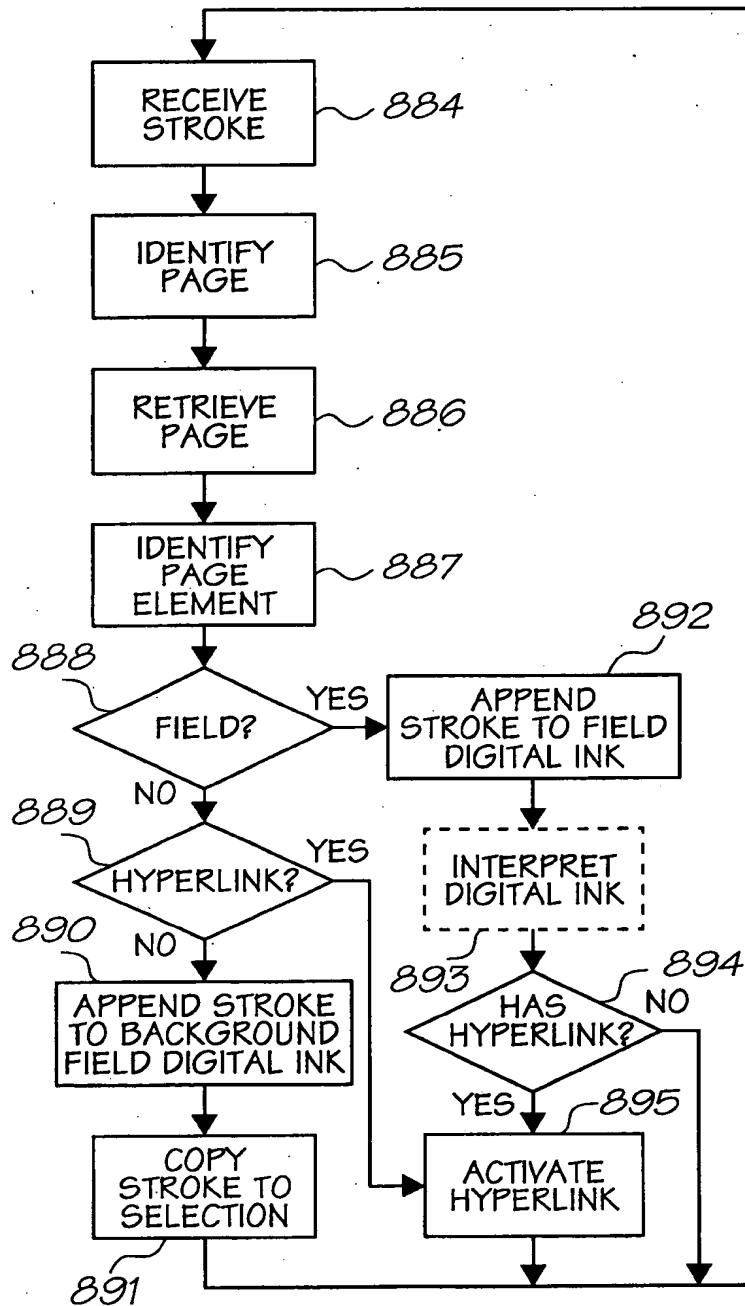 RECEIVE
STROKE
884
IDENTIFY
PAGE
885
RETRIEVE
PAGE
886
IDENTIFY
PAGE
ELEMENT
887
888
FIELD?
YES
NO
892
APPEND
STROKE TO FIELD
DIGITAL INK
889
HYPERLINK?
YES
NO
INTERPRET
DIGITAL INK
893
890
APPEND STROKE
TO BACKGROUND
FIELD DIGITAL INK
894
HAS
HYPERLINK?
NO
YES
895
ACTIVATE
HYPERLINK
COPY
STROKE TO
SELECTION
891